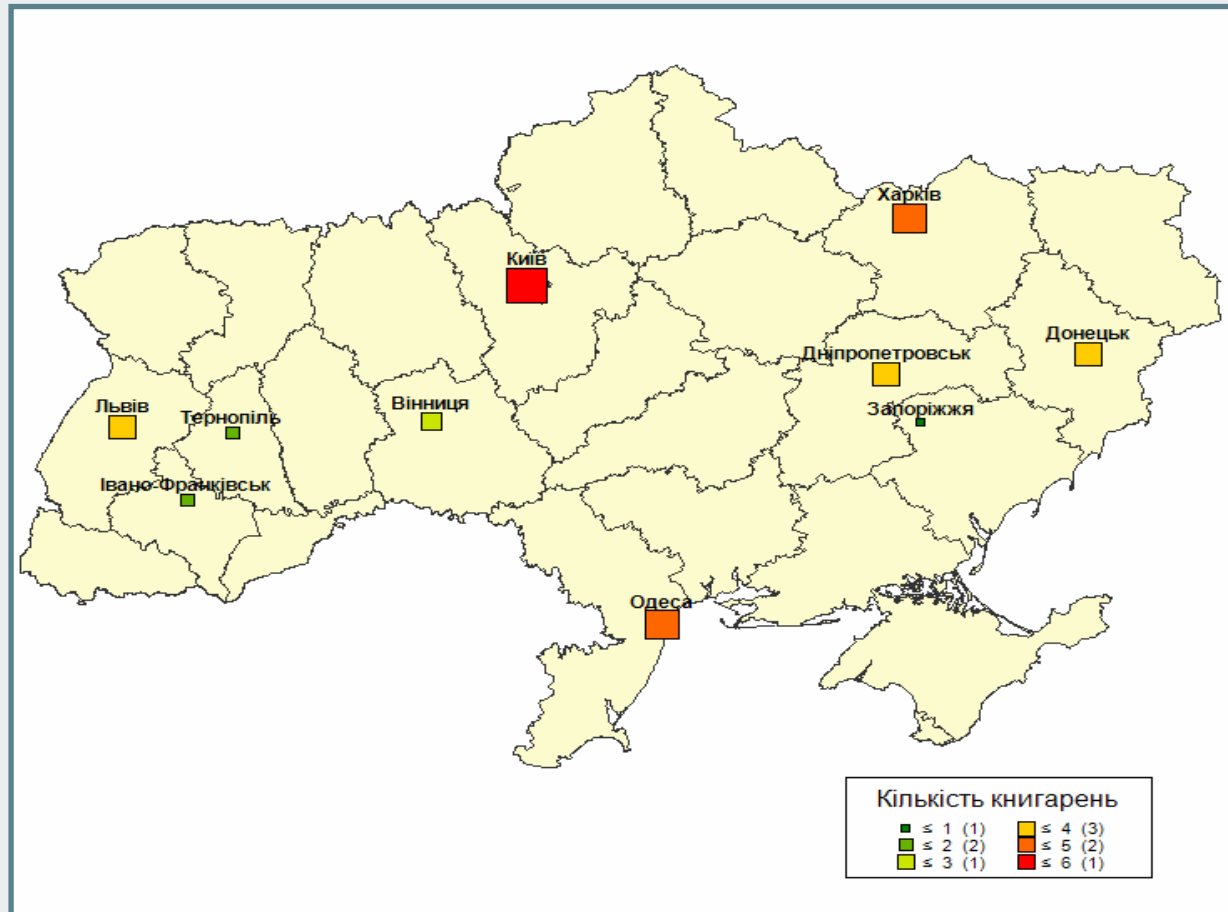 Харків
Київ
Донецьк
Дніпропетровськ
Львів
Тернопіль
Вінниця
Запоріжжя
Івано-Франківськ
Одеса
Кількість книгарень
≤ 1 (1)
≤ 2 (2)
≤ 3 (1)
≤ 4 (3)
≤ 5 (2)
≤ 6 (1)